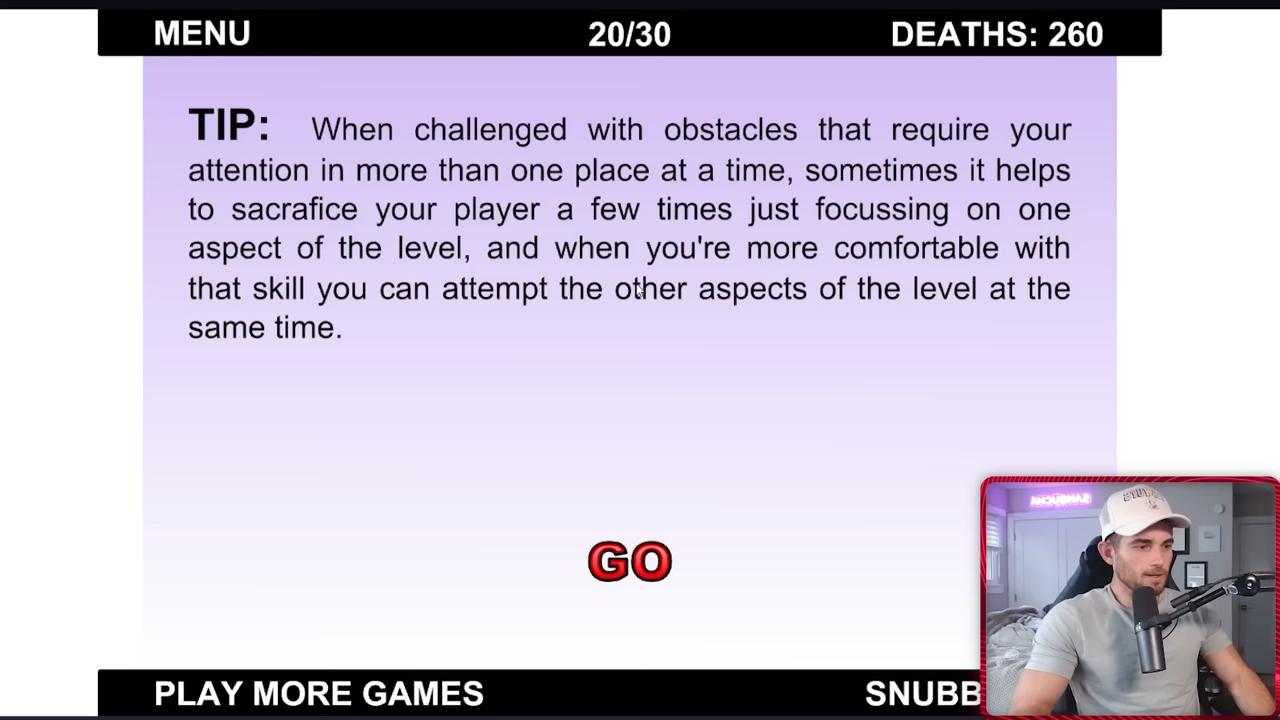 MENU 20/30 DEATHS: 260
TIP: When challenged with obstacles that require your
attention in more than one place at a time, sometimes it helps
to sacrafice your player a few times just focussing on one
aspect of the level, and when you're more comfortable with
that skill you can attempt the other aspects of the level at the
same time.
GO
PLAY MORE GAMES SNUBB